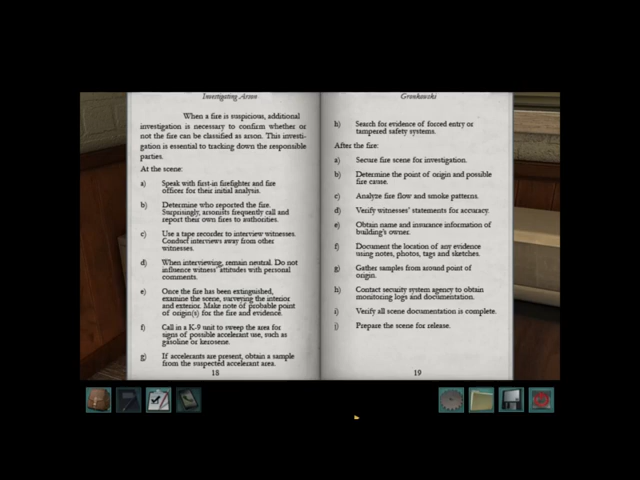 Investigating Arson
When a fire is suspicious, additional
investigation is necessary to confirm whether or
not the fire can be classified as arson. This investi-
gation is essential to tracking down the responsible
parties.
At the scene:
a) Speak with first-in firefighter and fire
officer for their initial analysis.
b) Determine who reported the fire.
Surprisingly, arsonists frequently call and
report their own fires to authorities.
c) Use a tape recorder to interview witnesses.
Conduct interviews away from other
witnesses.
d) When interviewing, remain neutral. Do not
influence witness' attitudes with personal
comments.
e) Once the fire has been extinguished,
examine the scene, surveying the interior
and exterior. Make note of probable point
of origin(s) for the fire and evidence.
f) Call in a K-9 unit to sweep the area for
signs of possible accelerant use, such as
gasoline or kerosene.
g) If accelerants are present, obtain a sample
from the suspected accelerant area.
18
Gronkowski
h) Search for evidence of forced entry or
tampered safety systems.
After the fire:
a) Secure fire scene for investigation.
b) Determine the point of origin and possible
fire cause.
c) Analyze fire flow and smoke patterns.
d) Verify witnesses' statements for accuracy.
e) Obtain name and insurance information of
building's owner.
f) Document the location of any evidence
using notes, photos, tags and sketches.
g) Gather samples from around point of
origin.
h) Contact security system agency to obtain
monitoring logs and documentation.
i) Verify all scene documentation is complete.
j) Prepare the scene for release.
19